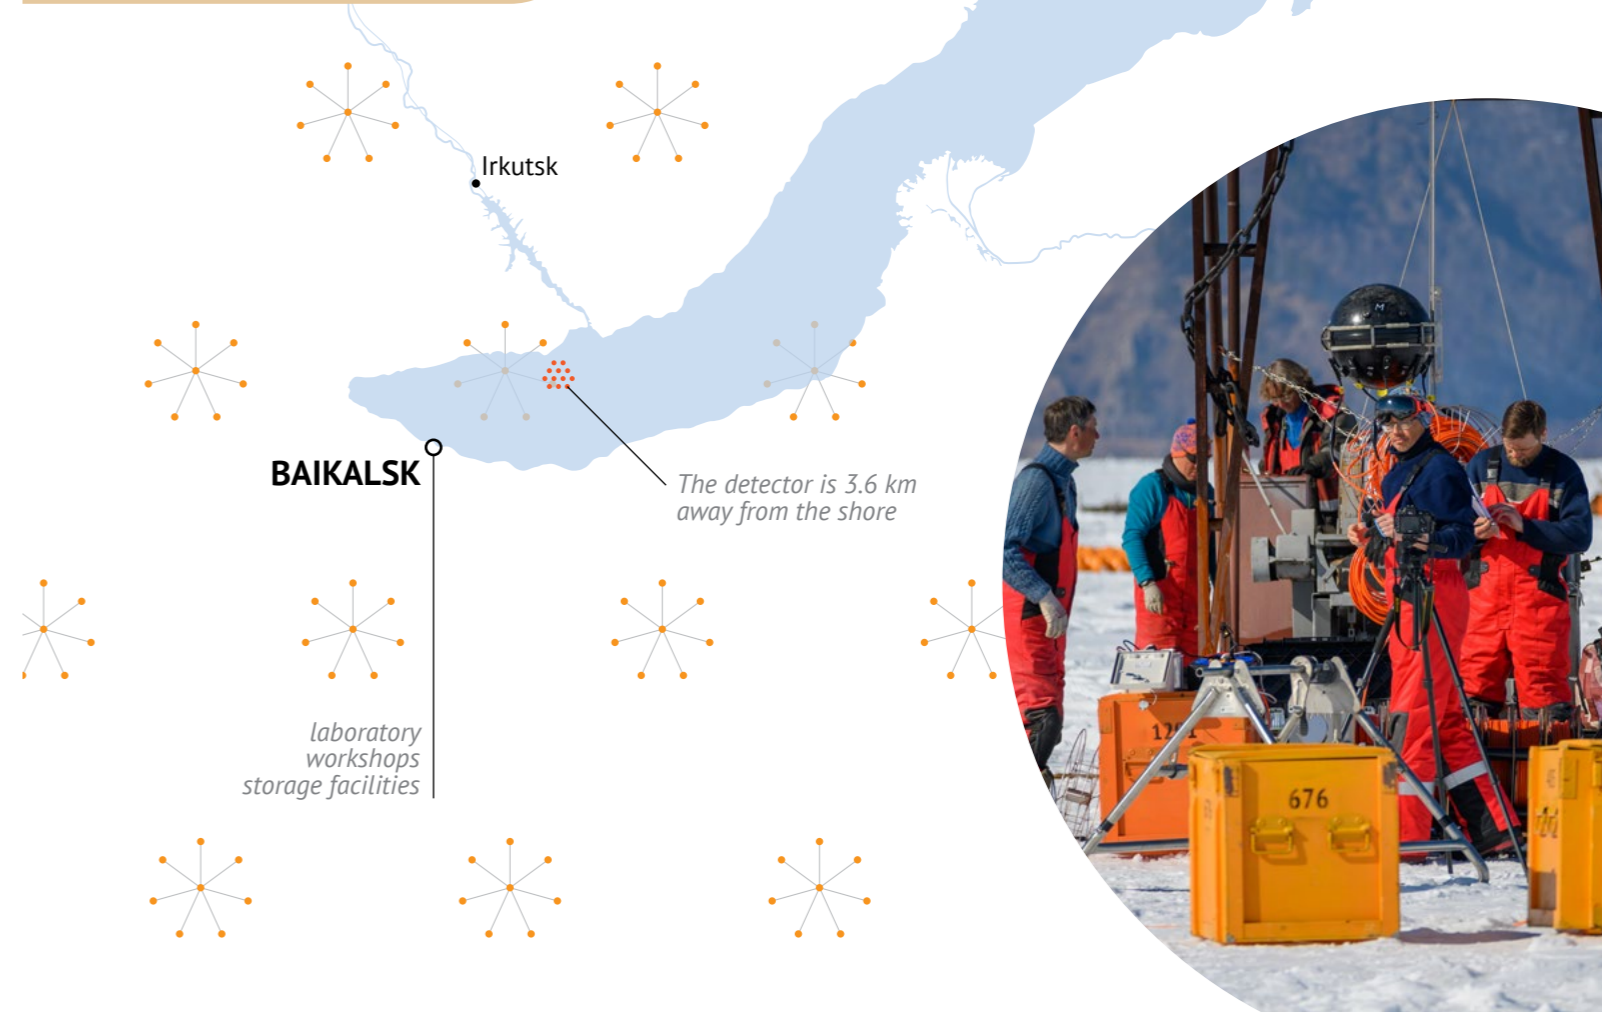 Irkutsk
BAIKALSK
The detector is 3.6 km
away from the shore
laboratory
workshops
storage facilities
M
676